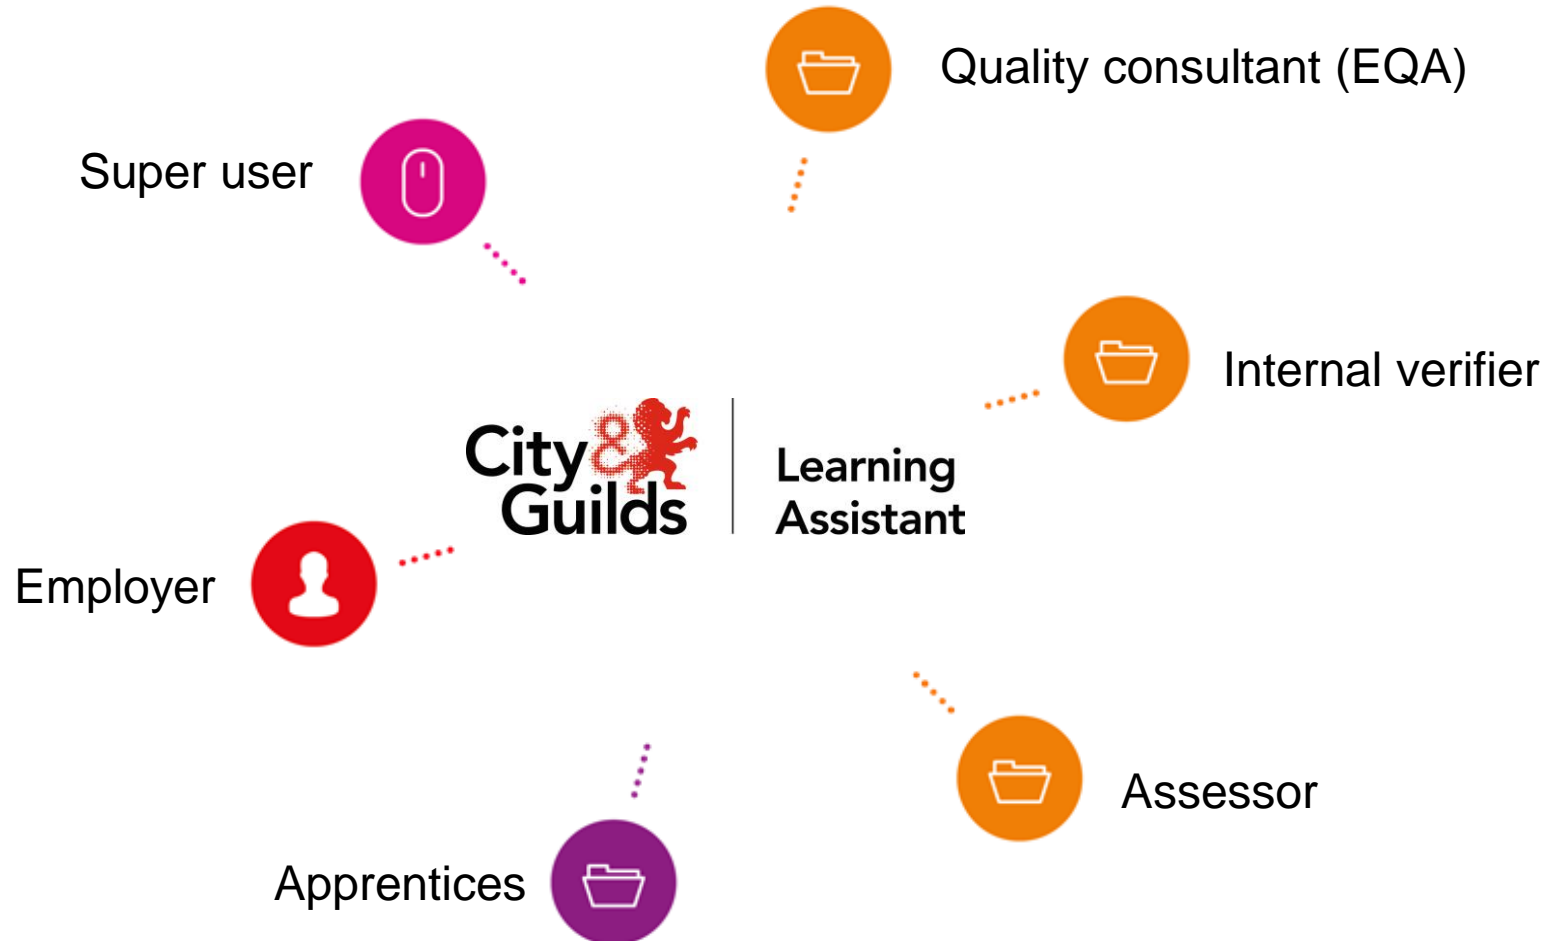 Quality consultant (EQA)
Super user
Internal verifier
City & Guilds
Learning Assistant
Employer
Assessor
Apprentices